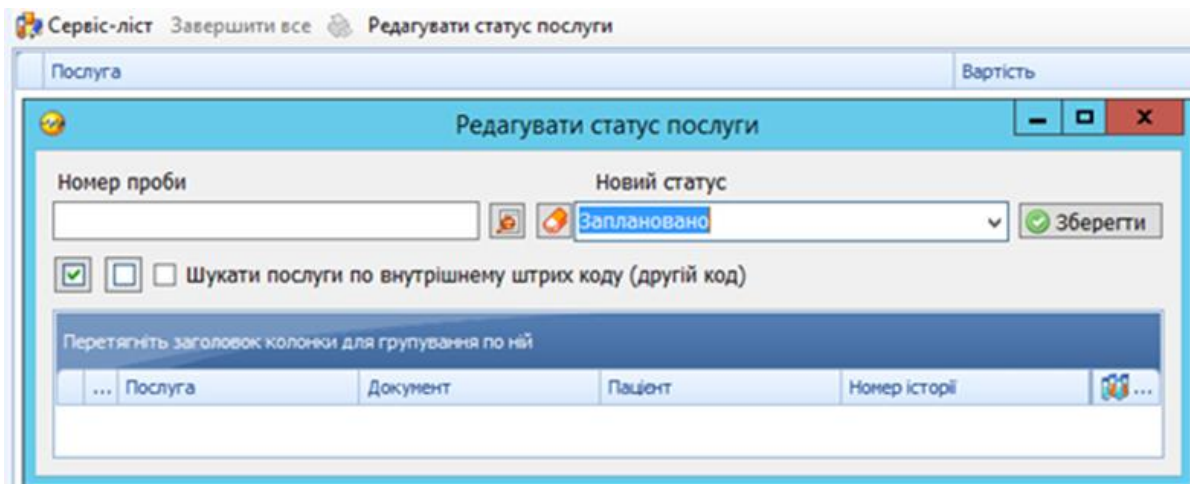 Сервіс-ліст Завершити все Редагувати статус послуги
Послуга Вартість
Редагувати статус послуги
Номер проби Новий статус
Заплановано Зберегти
Шукати послуги по внутрішнему штрих коду (другій код)
Перетягніть заголовок колонки для групування по ній
... Послуга Документ Пацієнт Номер історії ...